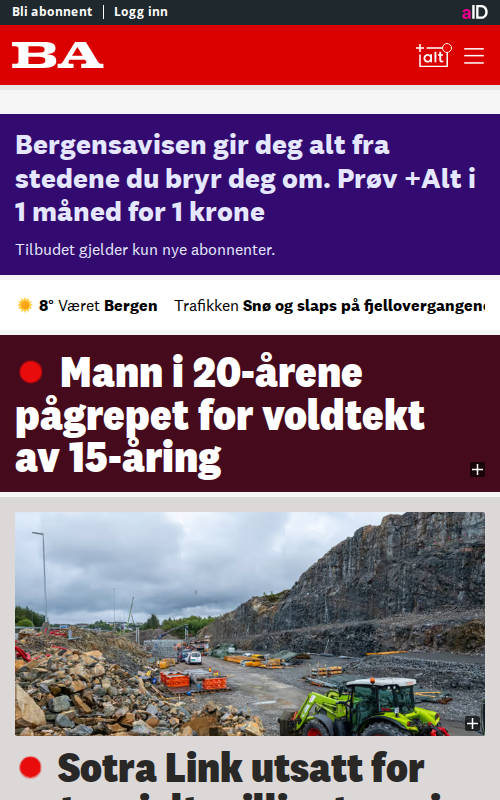 Bli abonnent
Logg inn
aID
BA
+alt
Bergensavisen gir deg alt fra
stedene du bryr deg om. Prøv +Alt i
1 måned for 1 krone
Tilbudet gjelder kun nye abonnenter.
8° Været Bergen Trafikken Snø og slaps på fjellovergangene
Mann i 20-årene
pågrepet for voldtekt
av 15-åring
Sotra Link utsatt for